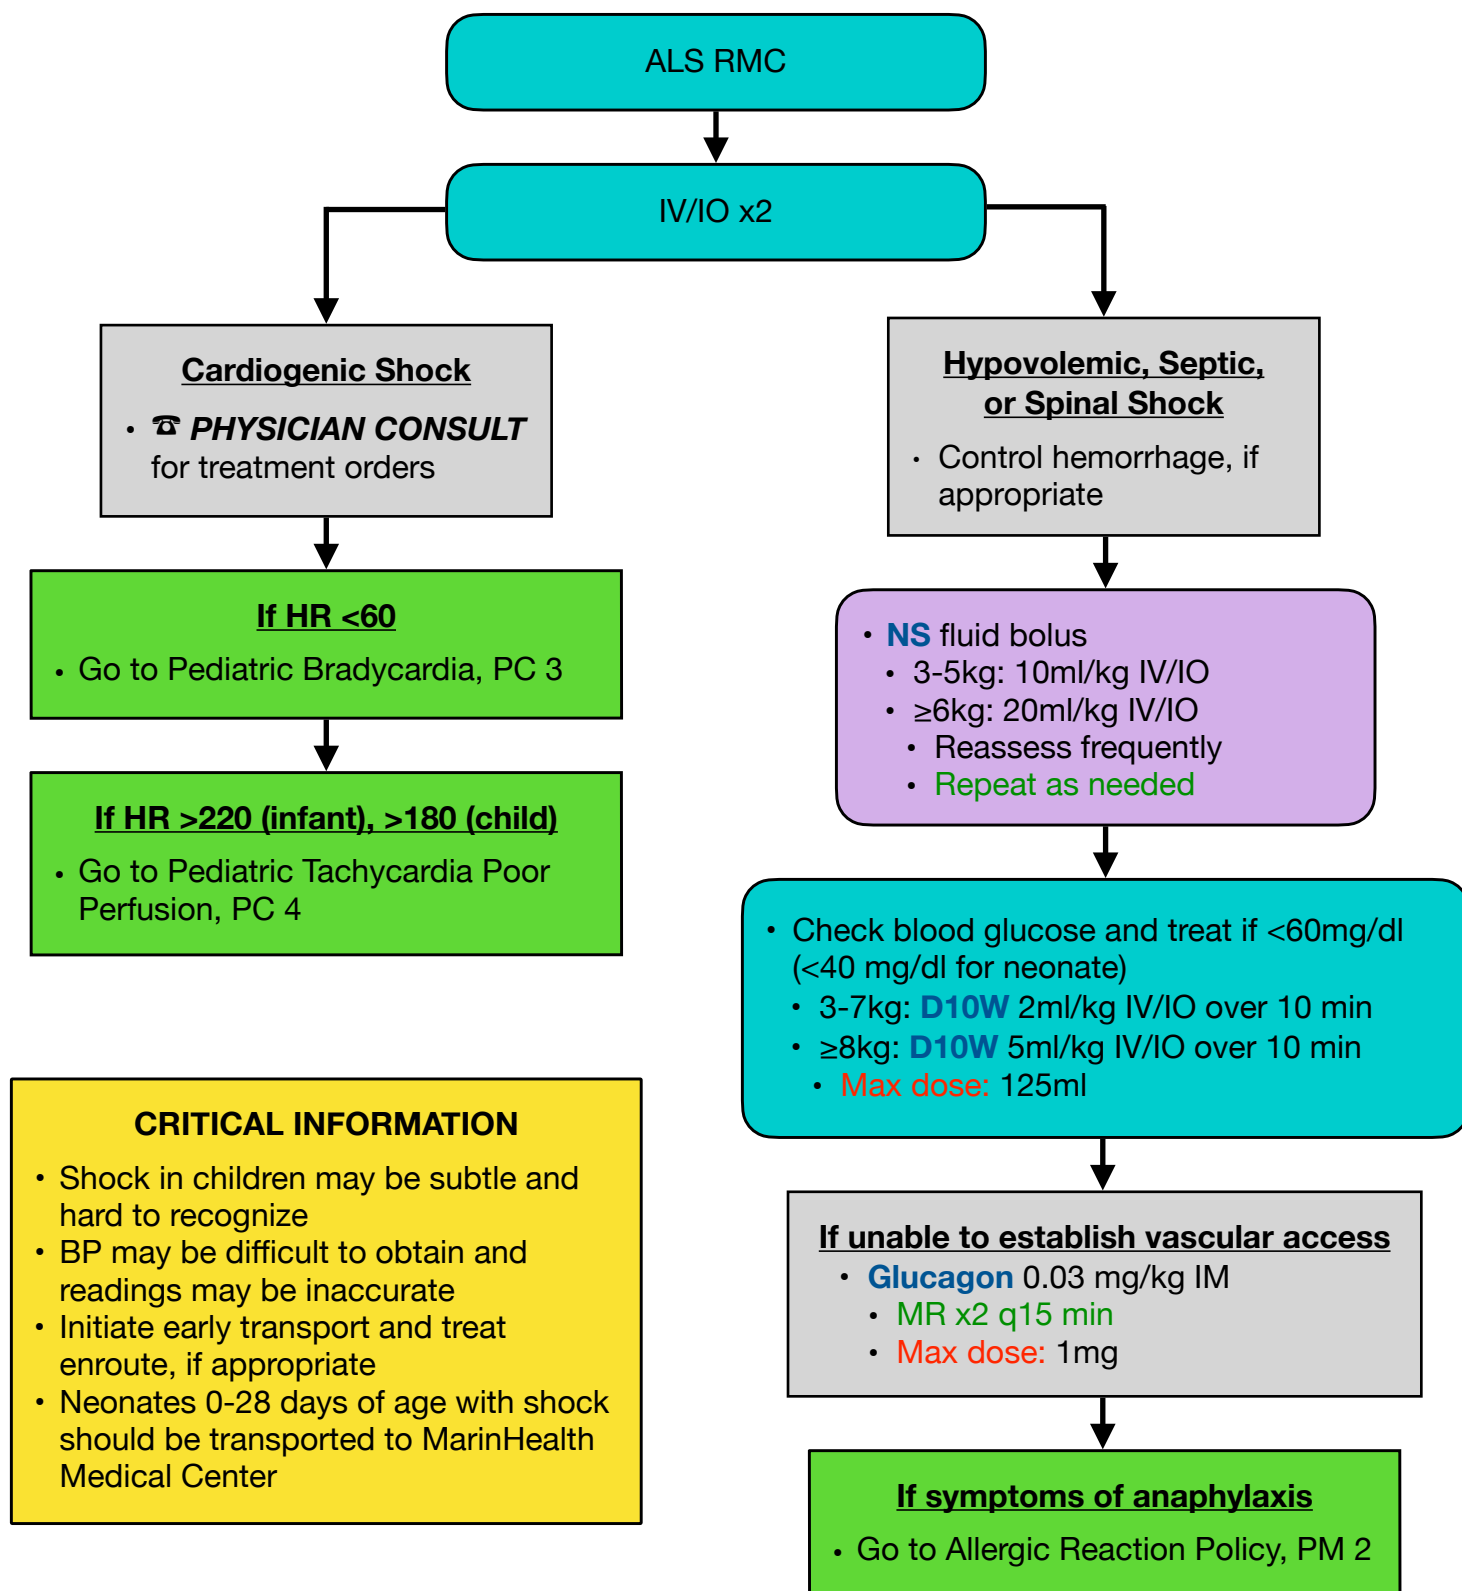 ALS RMC
IV/IO x2
Cardiogenic Shock
• ☎ PHYSICIAN CONSULT
for treatment orders
If HR <60
• Go to Pediatric Bradycardia, PC 3
If HR >220 (infant), >180 (child)
• Go to Pediatric Tachycardia Poor
Perfusion, PC 4
CRITICAL INFORMATION
• Shock in children may be subtle and
hard to recognize
• BP may be difficult to obtain and
readings may be inaccurate
• Initiate early transport and treat
enroute, if appropriate
• Neonates 0-28 days of age with shock
should be transported to MarinHealth
Medical Center
Hypovolemic, Septic,
or Spinal Shock
• Control hemorrhage, if
appropriate
• NS fluid bolus
• 3-5kg: 10ml/kg IV/IO
• ≥6kg: 20ml/kg IV/IO
• Reassess frequently
• Repeat as needed
• Check blood glucose and treat if <60mg/dl
(<40 mg/dl for neonate)
• 3-7kg: D10W 2ml/kg IV/IO over 10 min
• ≥8kg: D10W 5ml/kg IV/IO over 10 min
• Max dose: 125ml
If unable to establish vascular access
• Glucagon 0.03 mg/kg IM
• MR x2 q15 min
• Max dose: 1mg
If symptoms of anaphylaxis
• Go to Allergic Reaction Policy, PM 2